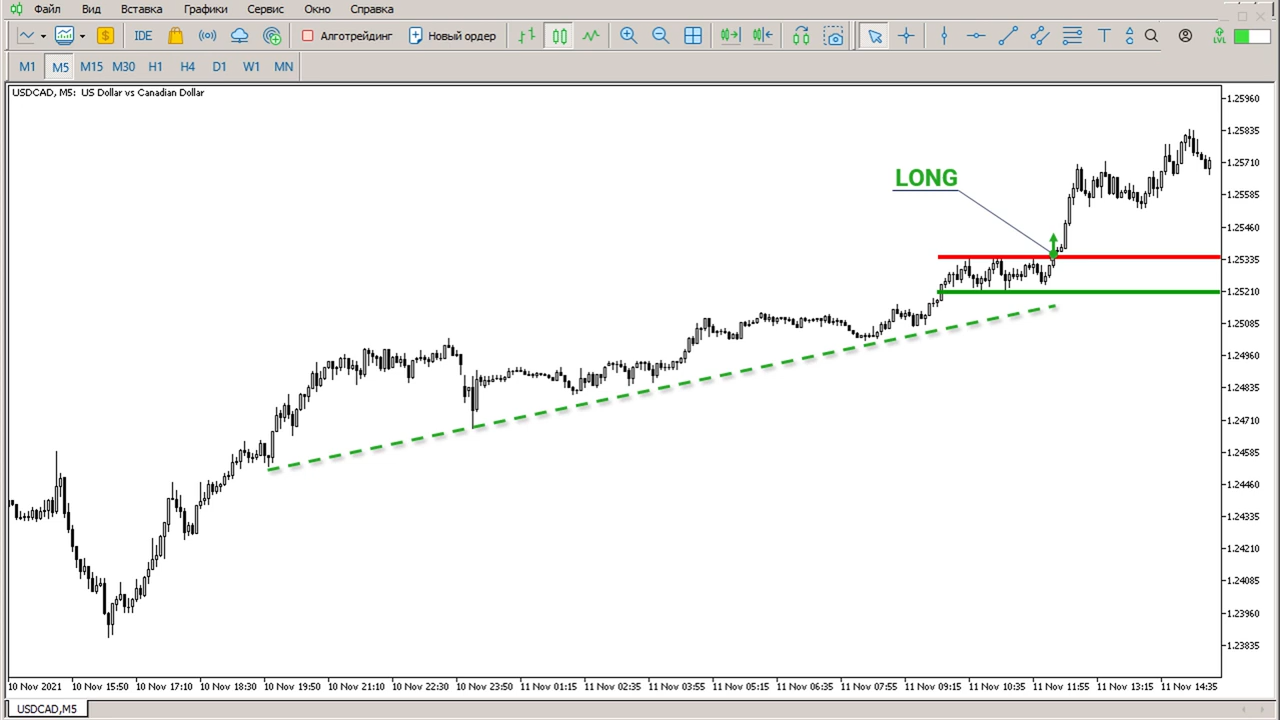 Файл Вид Вставка Графики Сервис Окно Справка
IDE Алготрейдинг Новый ордер LVL
M1 M5 M15 M30 H1 H4 D1 W1 MN
USDCAD, M5: US Dollar vs Canadian Dollar
LONG
1.25960
1.25835
1.25710
1.25585
1.25460
1.25335
1.25210
1.25085
1.24960
1.24835
1.24710
1.24585
1.24460
1.24335
1.24210
1.24085
1.23960
1.23835
10 Nov 2021 10 Nov 15:50 10 Nov 17:10 10 Nov 18:30 10 Nov 19:50 10 Nov 21:10 10 Nov 22:30 10 Nov 23:50 11 Nov 01:15 11 Nov 02:35 11 Nov 03:55 11 Nov 05:15 11 Nov 06:35 11 Nov 07:55 11 Nov 09:15 11 Nov 10:35 11 Nov 11:55 11 Nov 13:15 11 Nov 14:35
USDCAD,M5